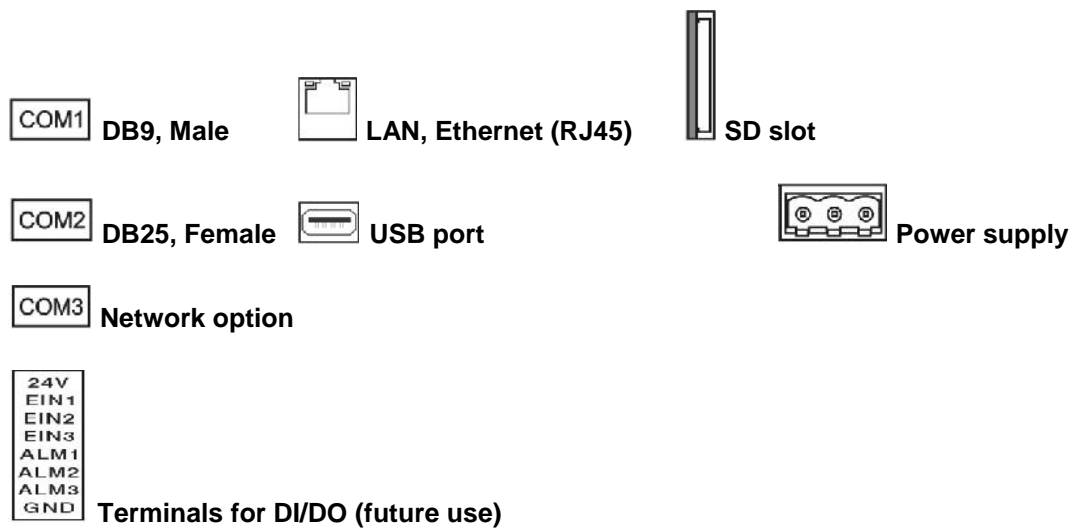 COM1 DB9, Male LAN, Ethernet (RJ45) SD slot
COM2 DB25, Female USB port Power supply
COM3 Network option
24V
EIN1
EIN2
EIN3
ALM1
ALM2
ALM3
GND Terminals for DI/DO (future use)